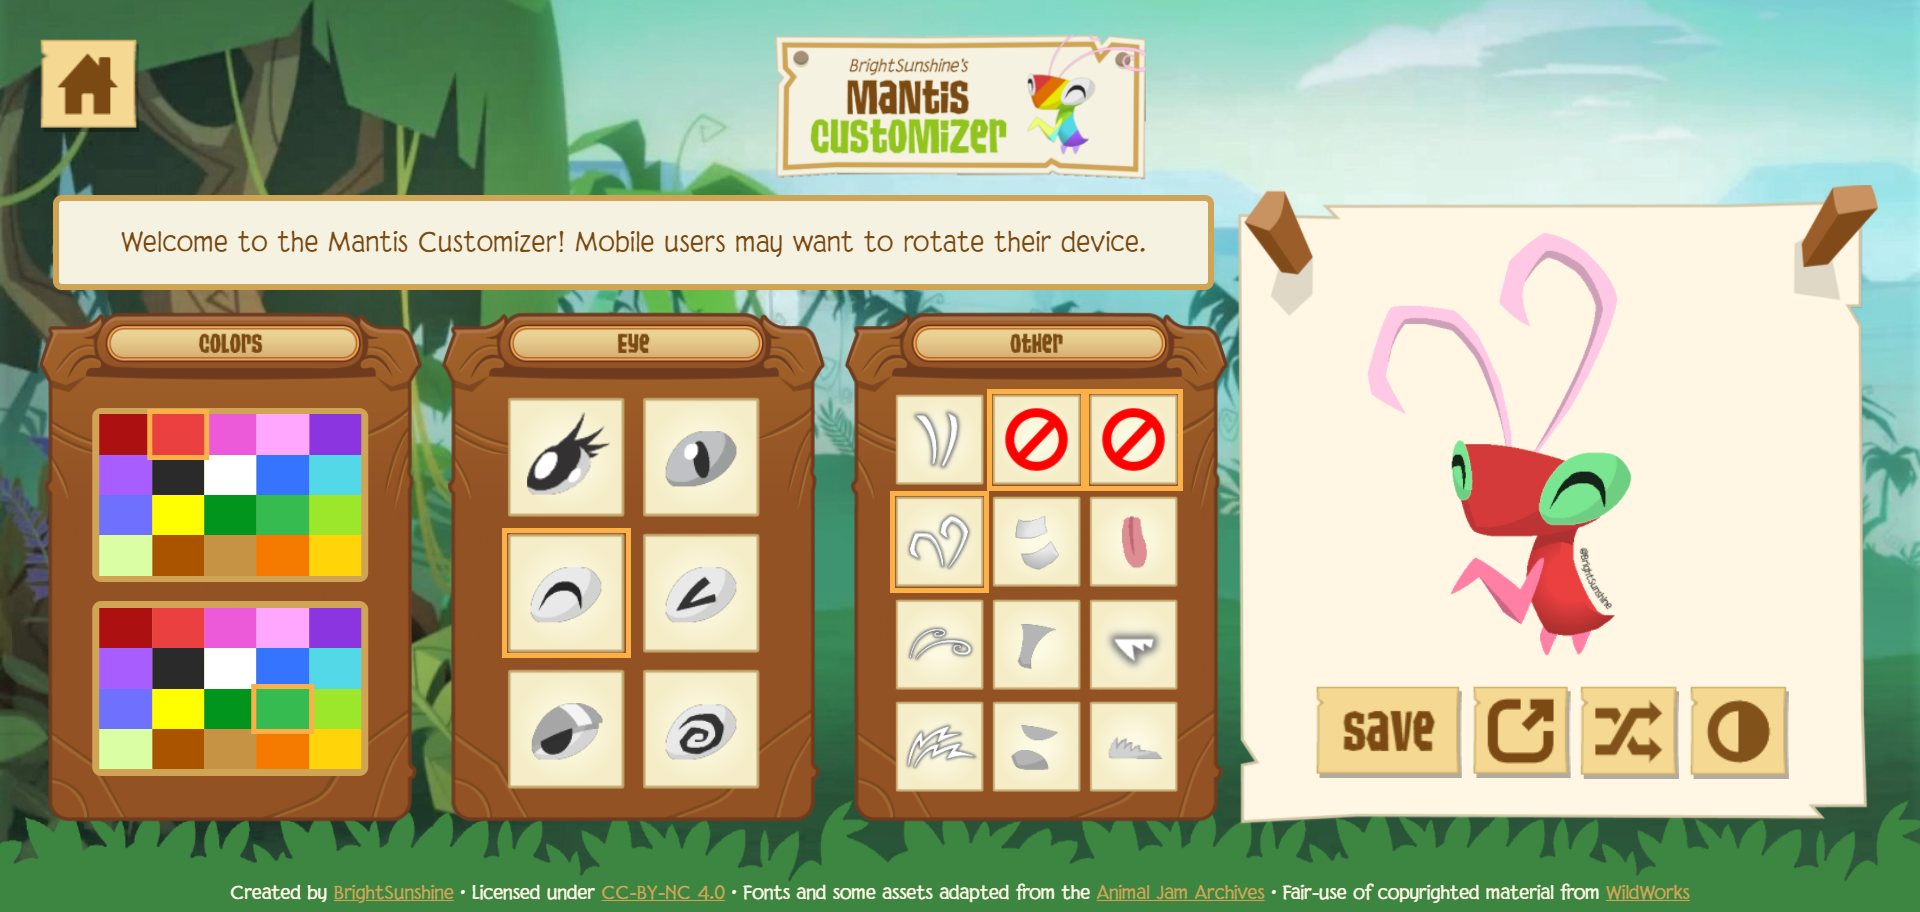 BrightSunshine's
Mantis
Customizer
Welcome to the Mantis Customizer! Mobile users may want to rotate their device.
Colors
Eye
Other
@BrightSunshine
save
Created by BrightSunshine • Licensed under CC-BY-NC 4.0 • Fonts and some assets adapted from the Animal Jam Archives • Fair-use of copyrighted material from WildWorks